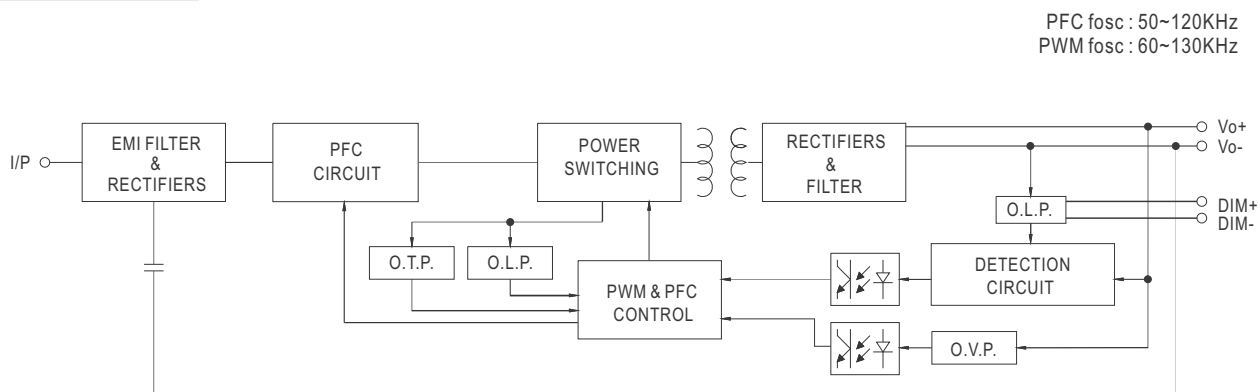 PFC fosc : 50~120KHz
PWM fosc : 60~130KHz
I/P
EMI FILTER
&
RECTIFIERS
PFC
CIRCUIT
POWER
SWITCHING
RECTIFIERS
&
FILTER
Vo+
Vo-
DIM+
DIM-
O.L.P.
O.T.P.
O.L.P.
PWM & PFC
CONTROL
DETECTION
CIRCUIT
O.V.P.